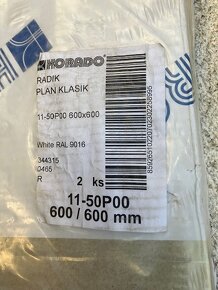 KORADO
RADIK
PLAN KLASIK
11-50P00 600x600
White RAL 9016
344315
0465
R
2 ks
11-50P00
600 / 600 mm